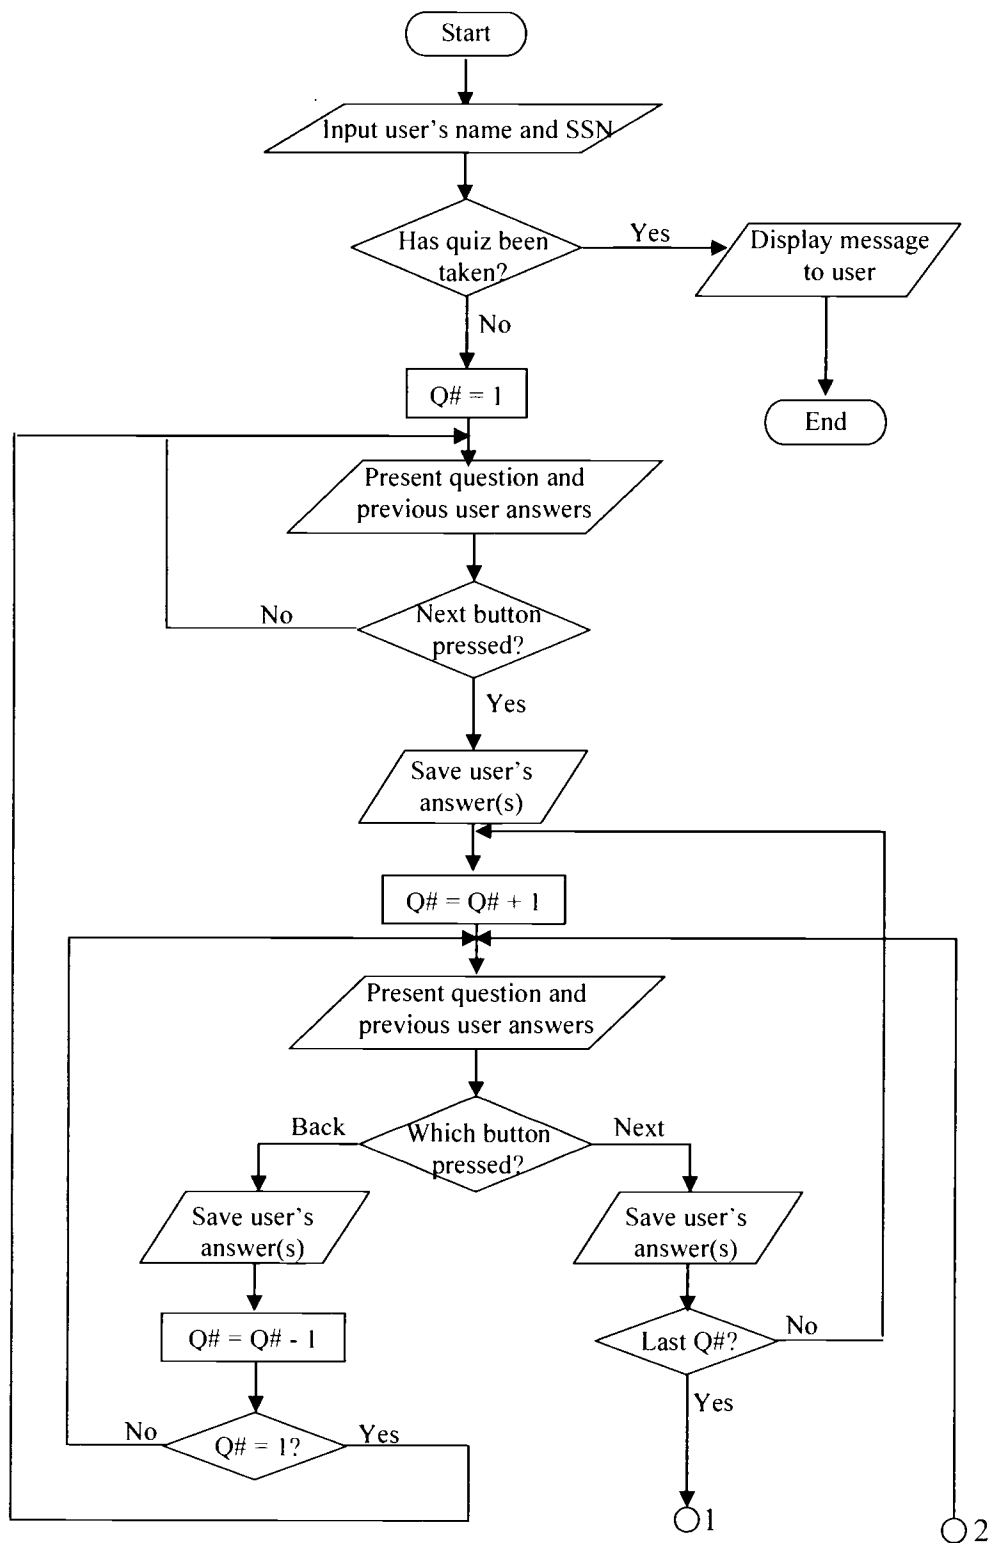 Start
Input user's name and SSN
Has quiz been
taken?
Yes
Display message
to user
No
End
Q# = 1
Present question and
previous user answers
No
Next button
pressed?
Yes
Save user's
answer(s)
Q# = Q# + 1
Present question and
previous user answers
Back
Which button
pressed?
Next
Save user's
answer(s)
Save user's
answer(s)
Q# = Q# - 1
Last Q#?
No
Yes
No
Q# = 1?
Yes
1
2